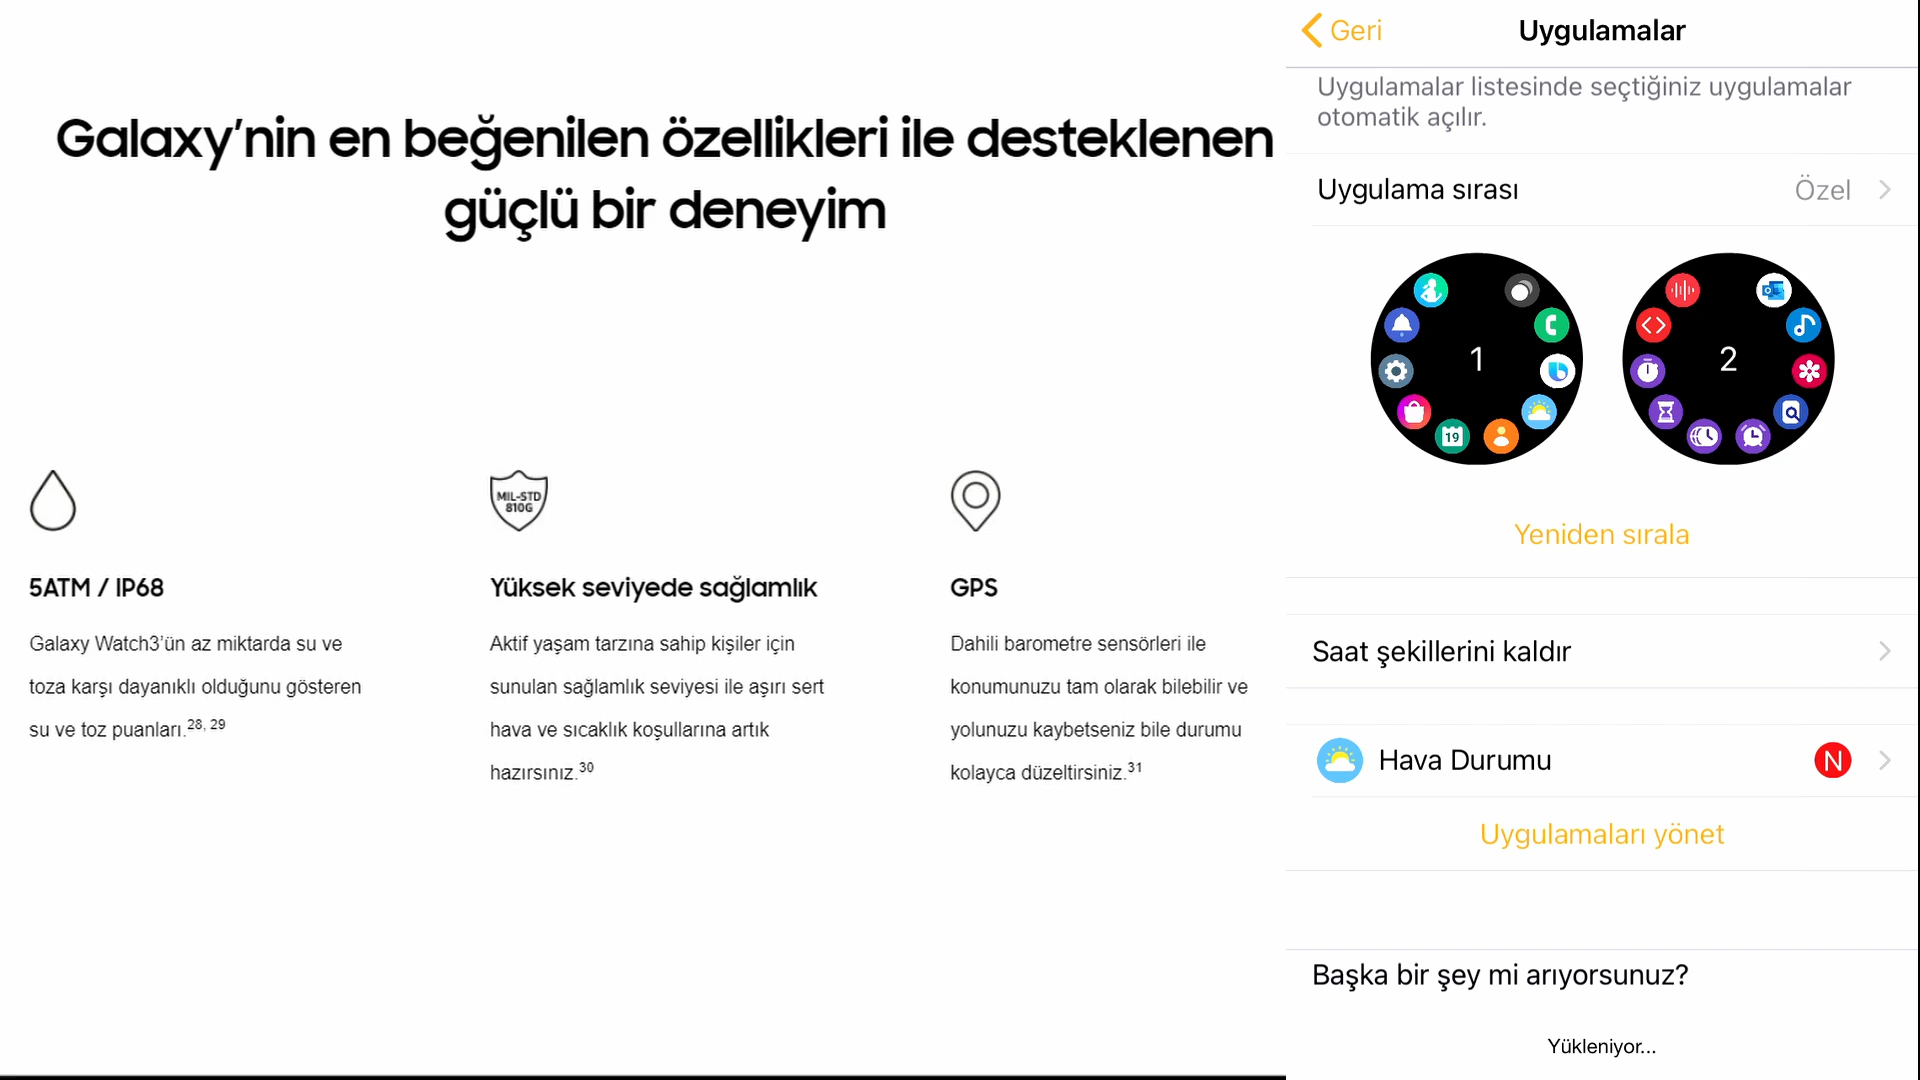 Galaxy’nin en beğenilen özellikleri ile desteklenen
güçlü bir deneyim
MIL-STD
810G
5ATM / IP68
Galaxy Watch3’ün az miktarda su ve
toza karşı dayanıklı olduğunu gösteren
su ve toz puanları.28, 29
Yüksek seviyede sağlamlık
Aktif yaşam tarzına sahip kişiler için
sunulan sağlamlık seviyesi ile aşırı sert
hava ve sıcaklık koşullarına artık
hazırsınız.30
GPS
Dahili barometre sensörleri ile
konumunuzu tam olarak bilebilir ve
yolunuzu kaybetseniz bile durumu
kolayca düzeltirsiniz.31
Geri
Uygulamalar
Uygulamalar listesinde seçtiğiniz uygulamalar
otomatik açılır.
Uygulama sırası
Özel
1
19
2
Yeniden sırala
Saat şekillerini kaldır
Hava Durumu
N
Uygulamaları yönet
Başka bir şey mi arıyorsunuz?
Yükleniyor...